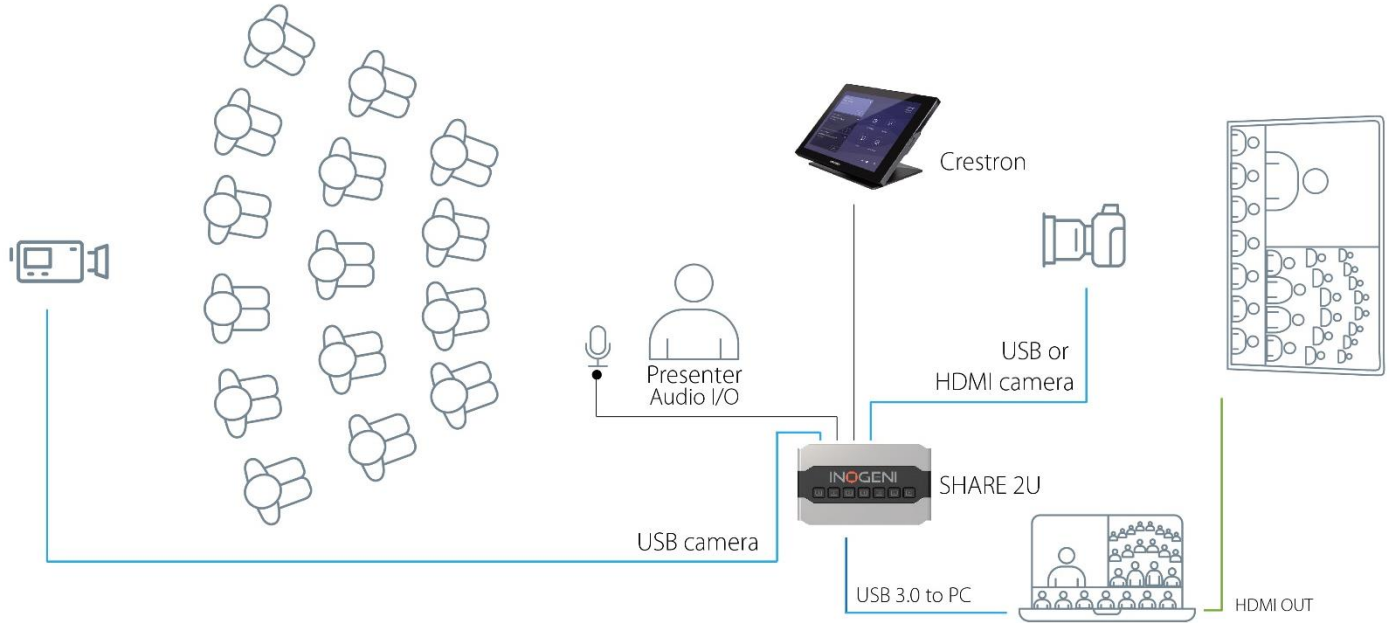 Crestron
USB or
HDMI camera
Presenter
Audio I/O
INOGENI
SHARE 2U
USB camera
USB 3.0 to PC
HDMI OUT